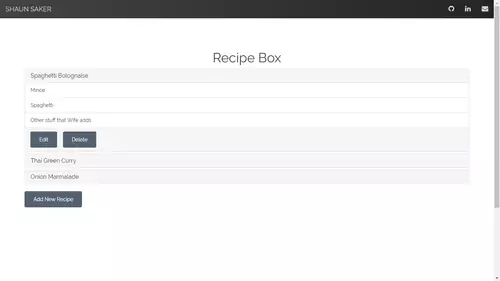 SHAUN SAKER
Recipe Box
Spaghetti Bolognaise
Mince
Spaghetti
Other stuff that Wife adds
Edit Delete
Thai Green Curry
Onion Marmalade
Add New Recipe